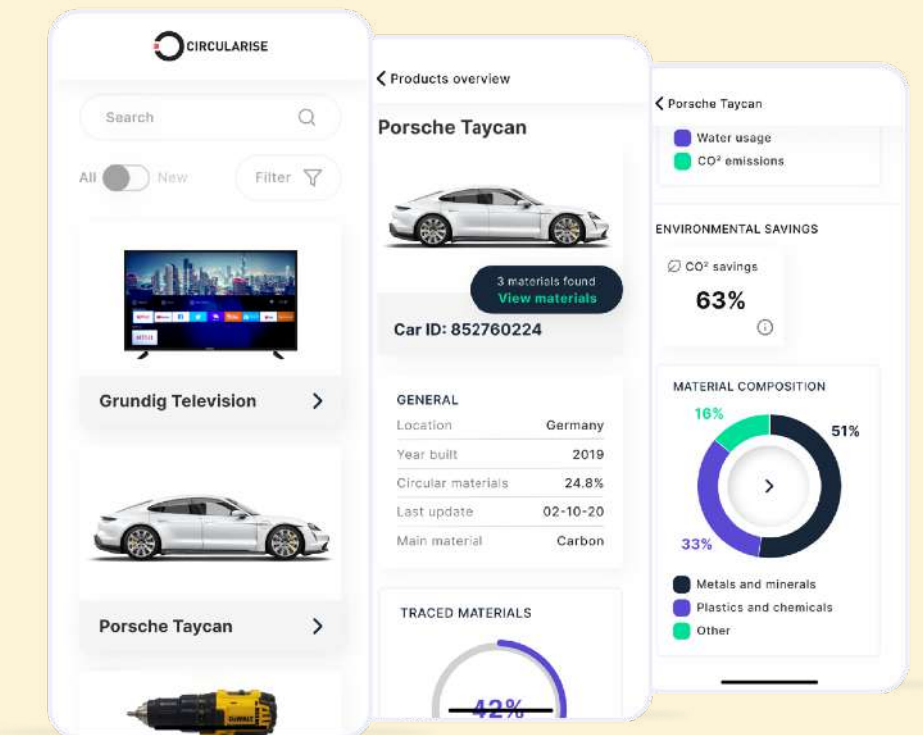 CIRCULARISE
Search
All New Filter
Grundig Television
Porsche Taycan
DEWALT
Products overview
Porsche Taycan
3 materials found
View materials
Car ID: 852760224
GENERAL
Location Germany
Year built 2019
Circular materials 24.8%
Last update 02-10-20
Main material Carbon
TRACED MATERIALS
42%
Porsche Taycan
Water usage
CO² emissions
ENVIRONMENTAL SAVINGS
CO² savings
63%
MATERIAL COMPOSITION
16%
51%
33%
Metals and minerals
Plastics and chemicals
Other